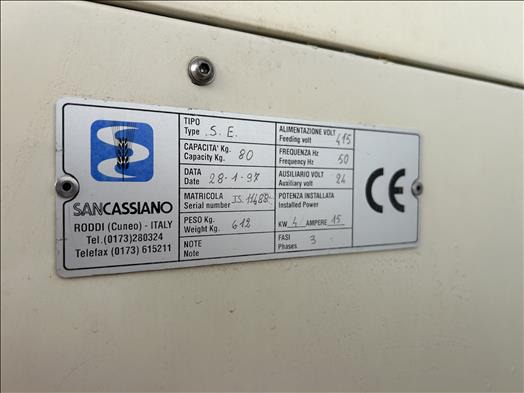 SANCASSIANO
RODDI (Cuneo) - ITALY
Tel.(0173)280324
Telefax (0173) 615211
TIPO
Type S.E.
CAPACITA' Kg.
Capacity Kg. 80
DATA
Date 28-1-97
MATRICOLA
Serial number JS.11488
PESO Kg.
Weight Kg. 612
NOTE
Note
ALIMENTAZIONE VOLT
Feeding volt 415
FREQUENZA Hz
Frequency Hz 50
AUSILIARIO VOLT
Auxiliary volt 24
POTENZA INSTALLATA
Installed Power
KW 4 AMPERE 15
FASI
Phases 3
CE